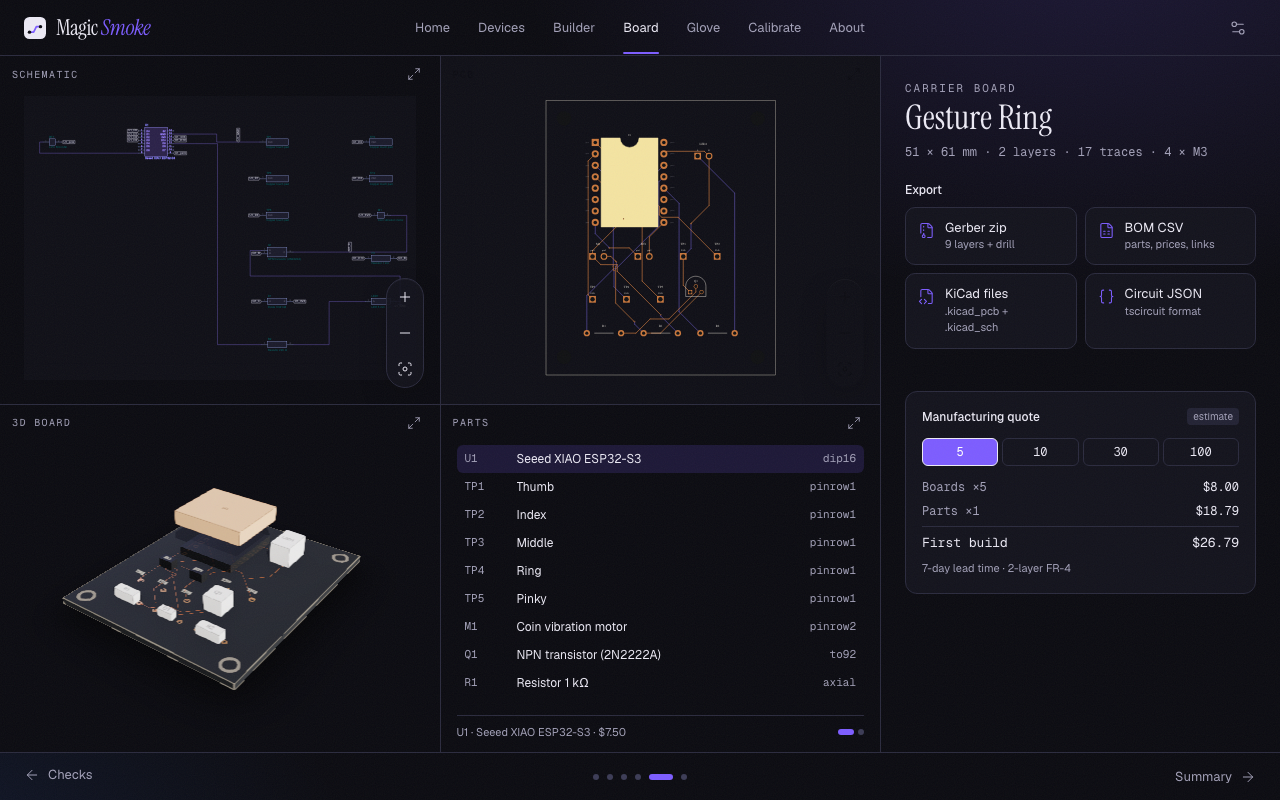 Magic Smoke
Home
Devices
Builder
Board
Glove
Calibrate
About
SCHEMATIC
3D BOARD
PARTS
U1 Seeed XIAO ESP32-S3 dip16
TP1 Thumb pinrow1
TP2 Index pinrow1
TP3 Middle pinrow1
TP4 Ring pinrow1
TP5 Pinky pinrow1
M1 Coin vibration motor pinrow2
Q1 NPN transistor (2N2222A) to92
R1 Resistor 1 kΩ axial
U1 · Seeed XIAO ESP32-S3 · $7.50
CARRIER BOARD
Gesture Ring
51 × 61 mm · 2 layers · 17 traces · 4 × M3
Export
Gerber zip
9 layers + drill
BOM CSV
parts, prices, links
KiCad files
.kicad_pcb +
.kicad_sch
Circuit JSON
tscircuit format
Manufacturing quote
estimate
5
10
30
100
Boards ×5 $8.00
Parts ×1 $18.79
First build $26.79
7-day lead time · 2-layer FR-4
Checks
Summary